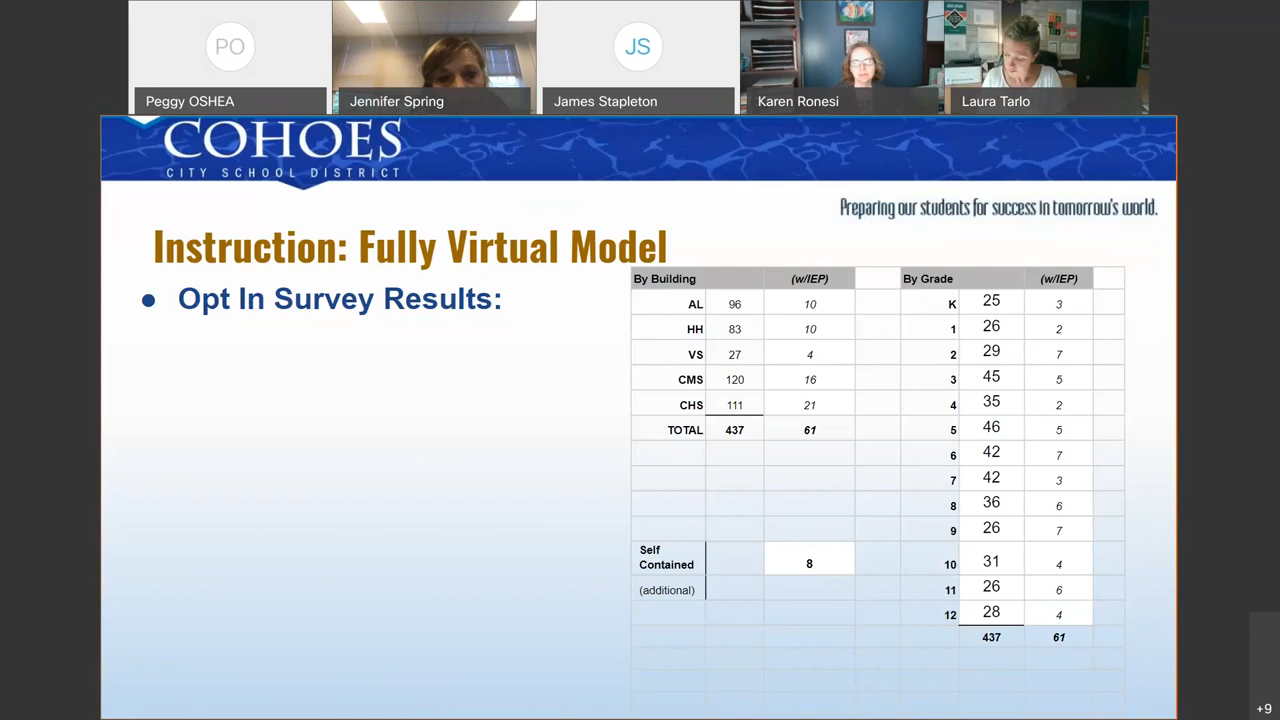 PO
JS
Peggy OSHEA
Jennifer Spring
James Stapleton
Karen Ronesi
Laura Tarlo
COHOES
CITY SCHOOL DISTRICT
Preparing our students for success in tomorrow's world.
Instruction: Fully Virtual Model
● Opt In Survey Results:
By Building (w/IEP) By Grade (w/IEP)
AL 96 10 K 25 3
HH 83 10 1 26 2
VS 27 4 2 29 7
CMS 120 16 3 45 5
CHS 111 21 4 35 2
TOTAL 437 61 5 46 5
6 42 7
7 42 3
8 36 6
9 26 7
Self
Contained 8 10 31 4
(additional) 11 26 6
12 28 4
437 61
+9